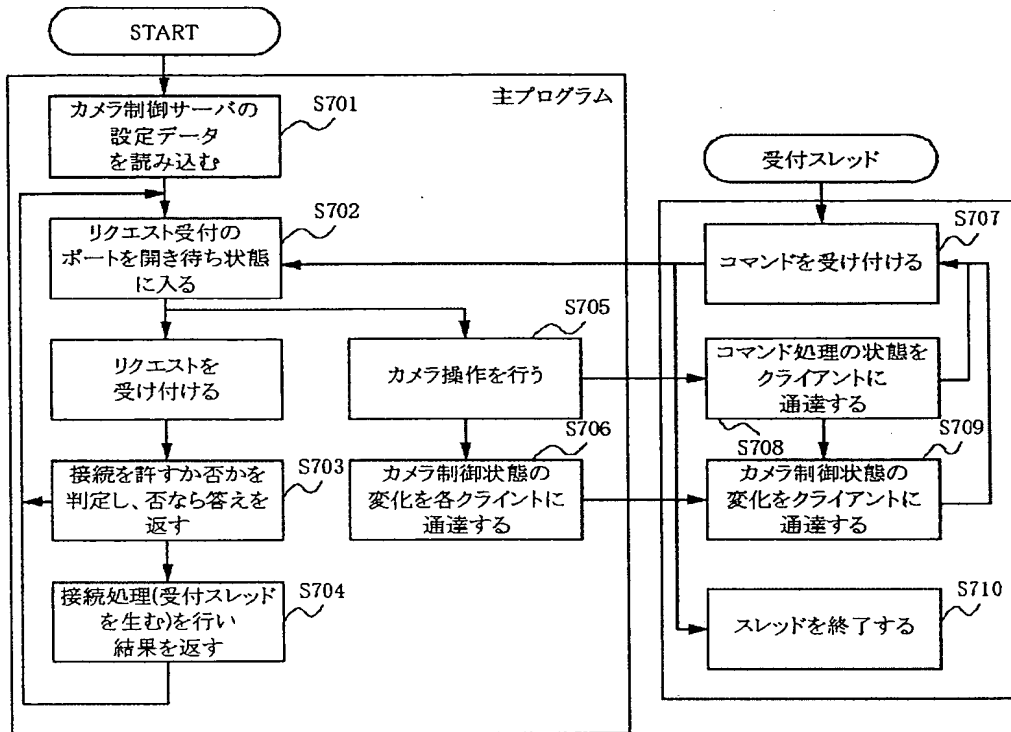 START
主プログラム
カメラ制御サーバの
設定データ
を読み込む
S701
リクエスト受付の
ポートを開き待ち状態
に入る
S702
リクエストを
受け付ける
接続を許すか否かを
判定し、否なら答えを
返す
S703
接続処理(受付スレッド
を生む)を行い
結果を返す
S704
カメラ操作を行う
S705
カメラ制御状態の
変化を各クライントに
通達する
S706
受付スレッド
コマンドを受け付ける
S707
コマンド処理の状態を
クライアントに
通達する
S708
カメラ制御状態の
変化をクライアントに
通達する
S709
スレッドを終了する
S710